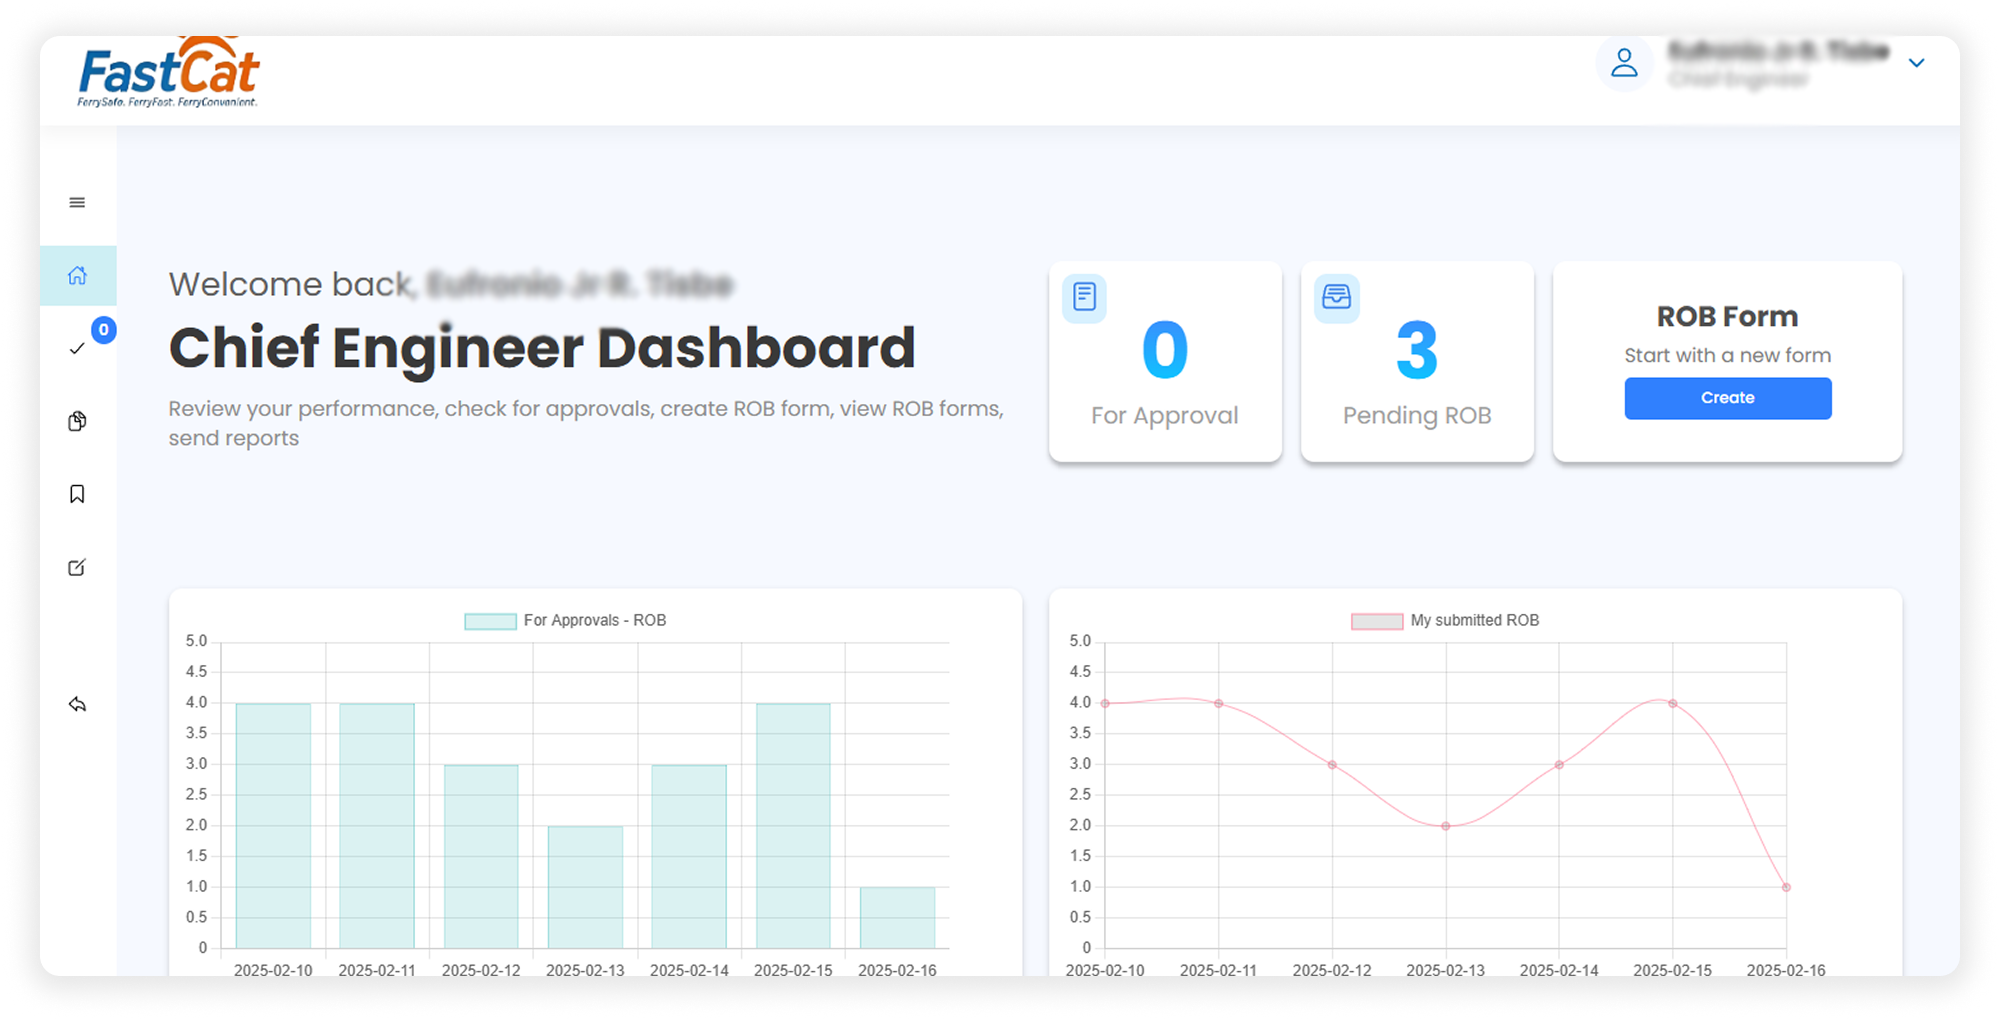 FastCat
FerrySafe. FerryFast. FerryConvenient.
Chief Engineer
0
Welcome back,
Chief Engineer Dashboard
Review your performance, check for approvals, create ROB form, view ROB forms,
send reports
0
For Approval
3
Pending ROB
ROB Form
Start with a new form
Create
For Approvals - ROB
5.0
4.5
4.0
3.5
3.0
2.5
2.0
1.5
1.0
0.5
0
2025-02-10 2025-02-11 2025-02-12 2025-02-13 2025-02-14 2025-02-15 2025-02-16
My submitted ROB
5.0
4.5
4.0
3.5
3.0
2.5
2.0
1.5
1.0
0.5
0
2025-02-10 2025-02-11 2025-02-12 2025-02-13 2025-02-14 2025-02-15 2025-02-16